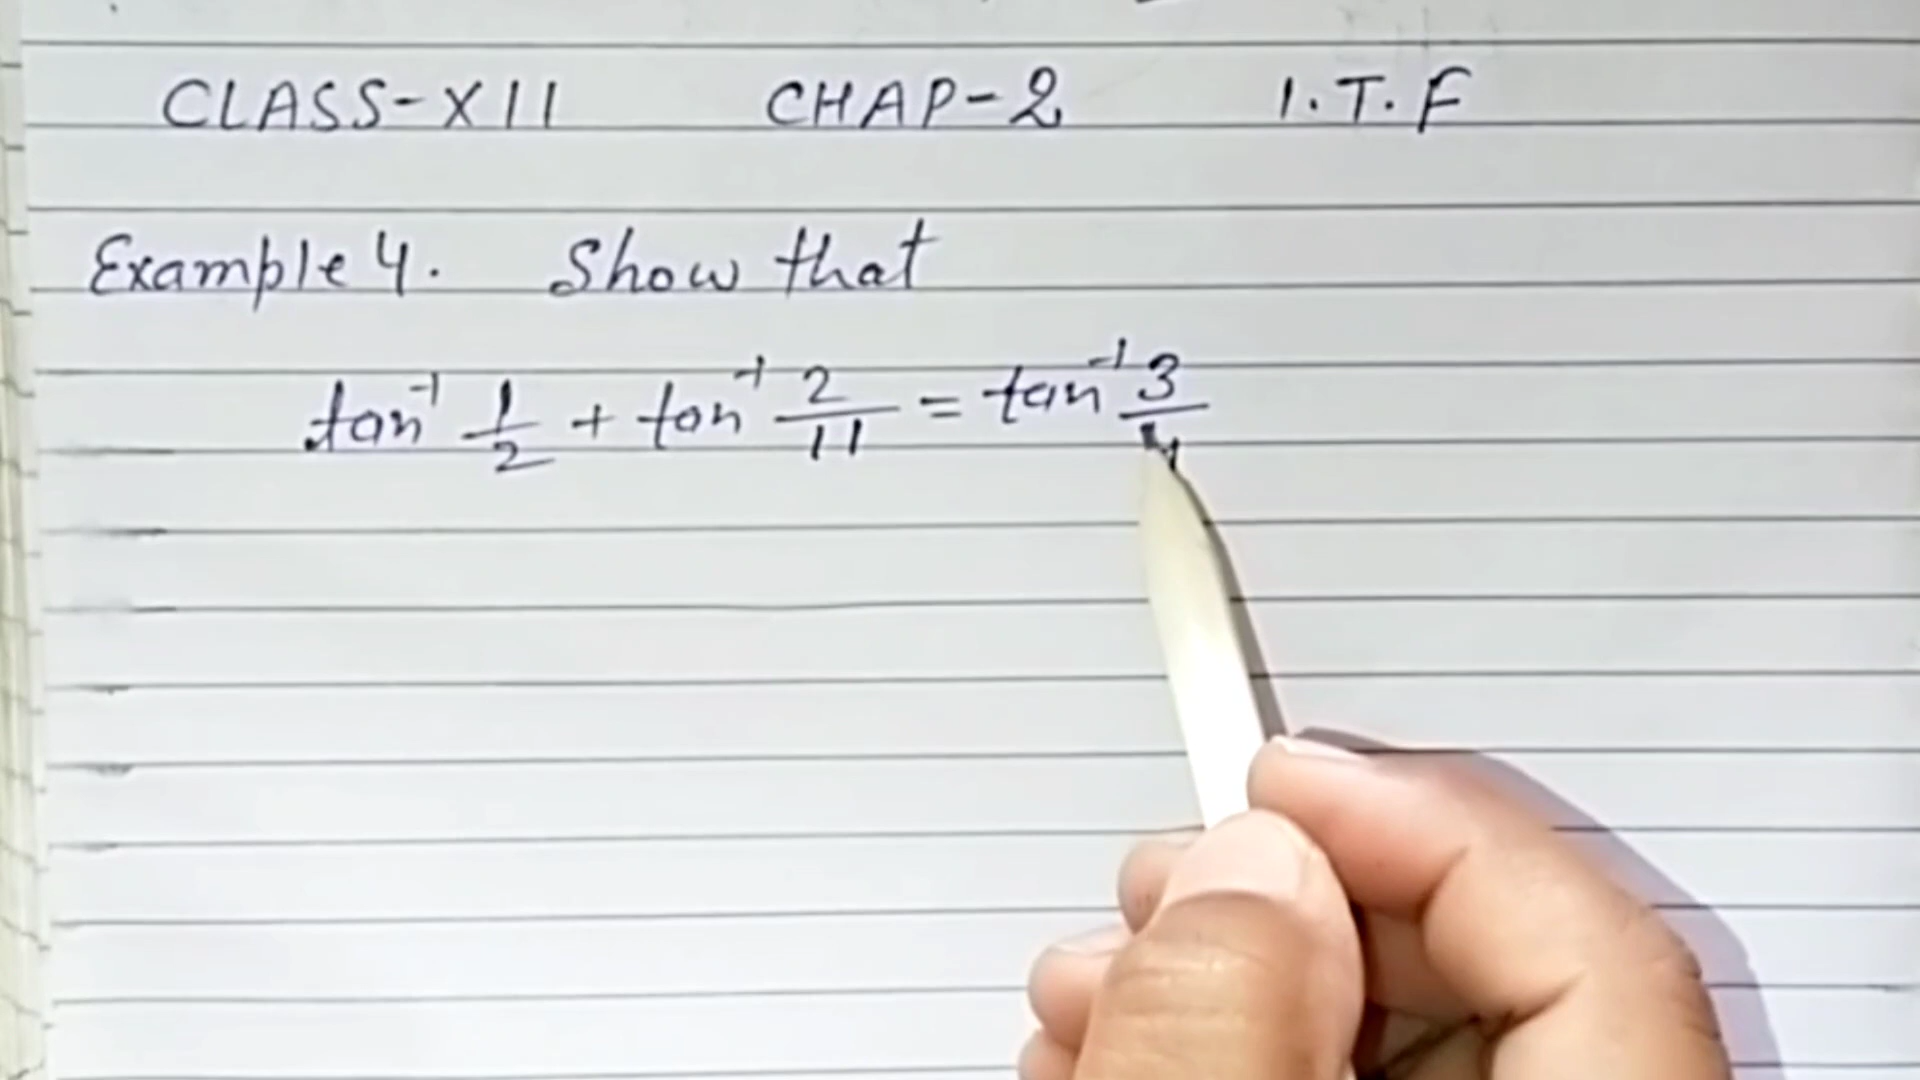 CLASS-XII CHAP-2 I.T.F
Example 4. Show that
tan⁻¹ 1/2 + tan⁻¹ 2/11 = tan⁻¹ 3/4